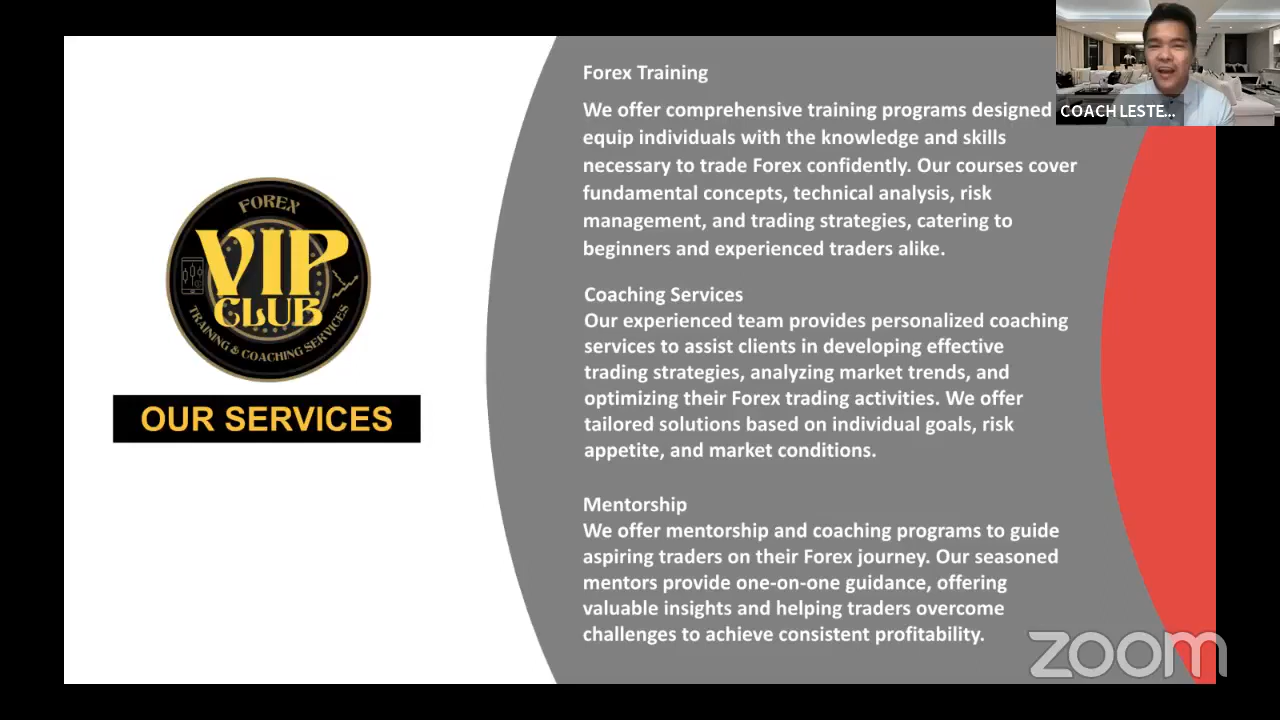 FOREX
VIP
CLUB
TRAINING & COACHING SERVICES
OUR SERVICES
Forex Training
We offer comprehensive training programs designed
equip individuals with the knowledge and skills
necessary to trade Forex confidently. Our courses cover
fundamental concepts, technical analysis, risk
management, and trading strategies, catering to
beginners and experienced traders alike.
Coaching Services
Our experienced team provides personalized coaching
services to assist clients in developing effective
trading strategies, analyzing market trends, and
optimizing their Forex trading activities. We offer
tailored solutions based on individual goals, risk
appetite, and market conditions.
Mentorship
We offer mentorship and coaching programs to guide
aspiring traders on their Forex journey. Our seasoned
mentors provide one-on-one guidance, offering
valuable insights and helping traders overcome
challenges to achieve consistent profitability.
COACH LESTE...
zoom